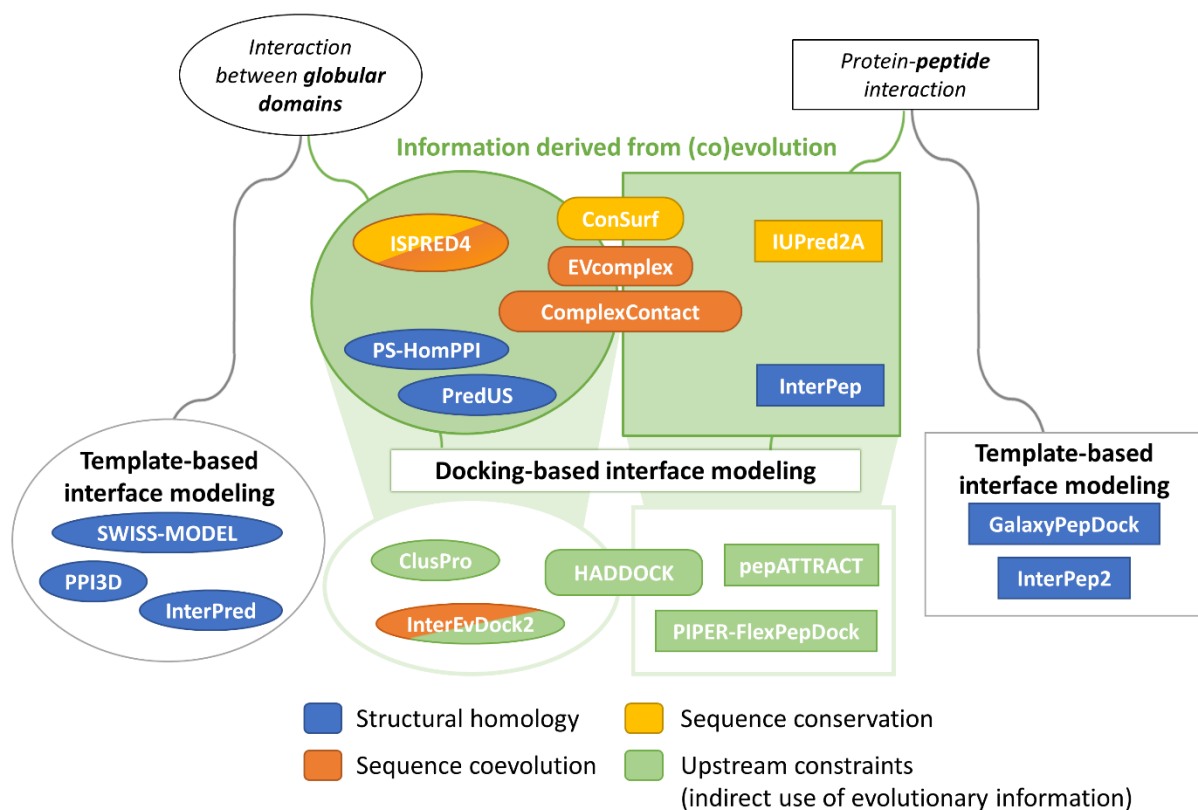 Interaction
between globular
domains
Protein-peptide
interaction
Information derived from (co)evolution
ConSurf
ISPRED4
IUPred2A
EVcomplex
ComplexContact
PS-HomPPI
PredUS
InterPep
Template-based
interface modeling
SWISS-MODEL
PPI3D
InterPred
Docking-based interface modeling
ClusPro
HADDOCK
pepATTRACT
InterEvDock2
PIPER-FlexPepDock
Template-based
interface modeling
GalaxyPepDock
InterPep2
Structural homology
Sequence conservation
Sequence coevolution
Upstream constraints
(indirect use of evolutionary information)